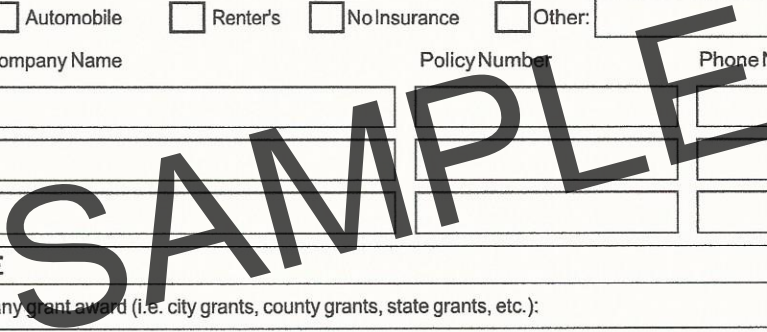 Automobile Renter's No Insurance Other:
ompany Name Policy Number Phone N
SAMPLE
ny grant award (i.e. city grants, county grants, state grants, etc.):